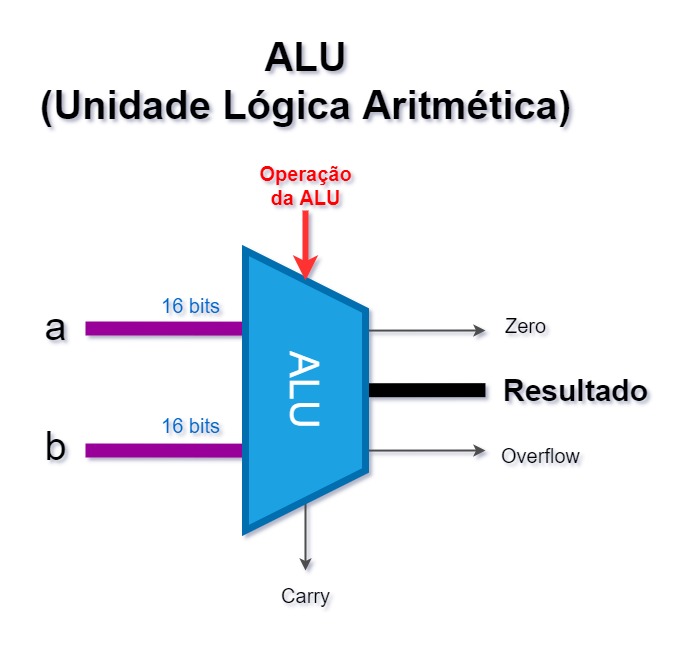 ALU
(Unidade Lógica Aritmética)
Operação
da ALU
16 bits
a
Zero
ALU
Resultado
16 bits
b
Overflow
Carry